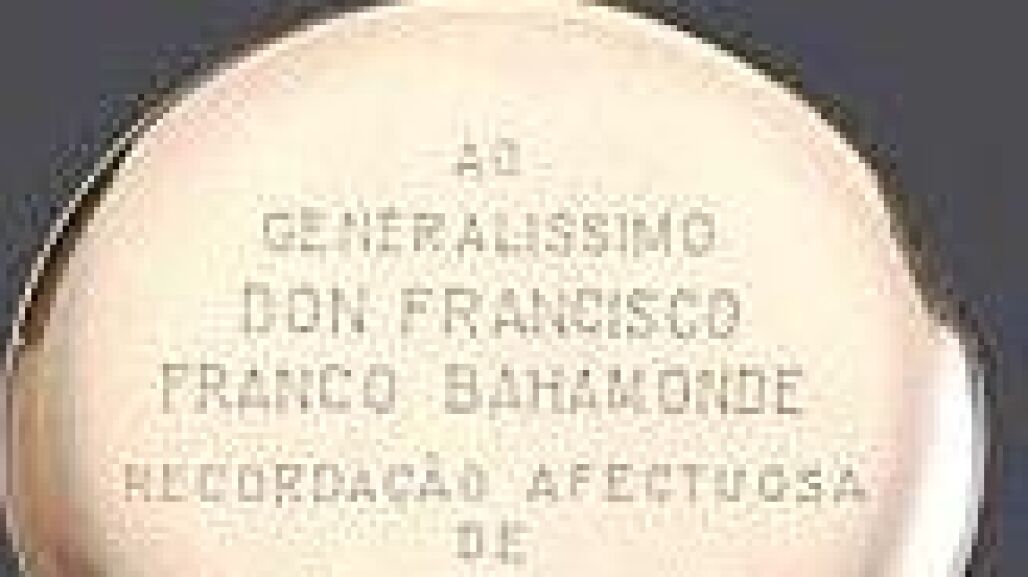 AO
GENERALISSIMO
DON FRANCISCO
FRANCO BAHAMONDE
RECORDAÇÃO AFECTUOSA
DE